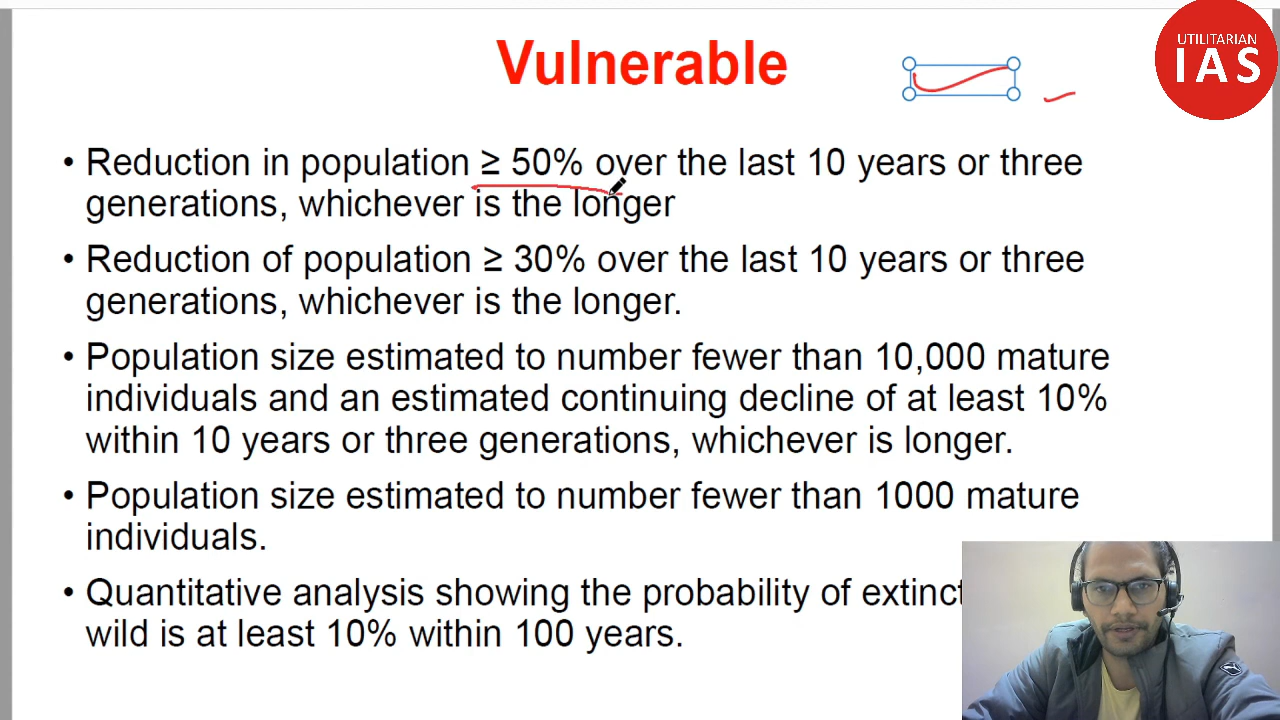 UTILITARIAN
IAS
Vulnerable
• Reduction in population ≥ 50% over the last 10 years or three
generations, whichever is the longer
• Reduction of population ≥ 30% over the last 10 years or three
generations, whichever is the longer.
• Population size estimated to number fewer than 10,000 mature
individuals and an estimated continuing decline of at least 10%
within 10 years or three generations, whichever is longer.
• Population size estimated to number fewer than 1000 mature
individuals.
• Quantitative analysis showing the probability of extinct
wild is at least 10% within 100 years.